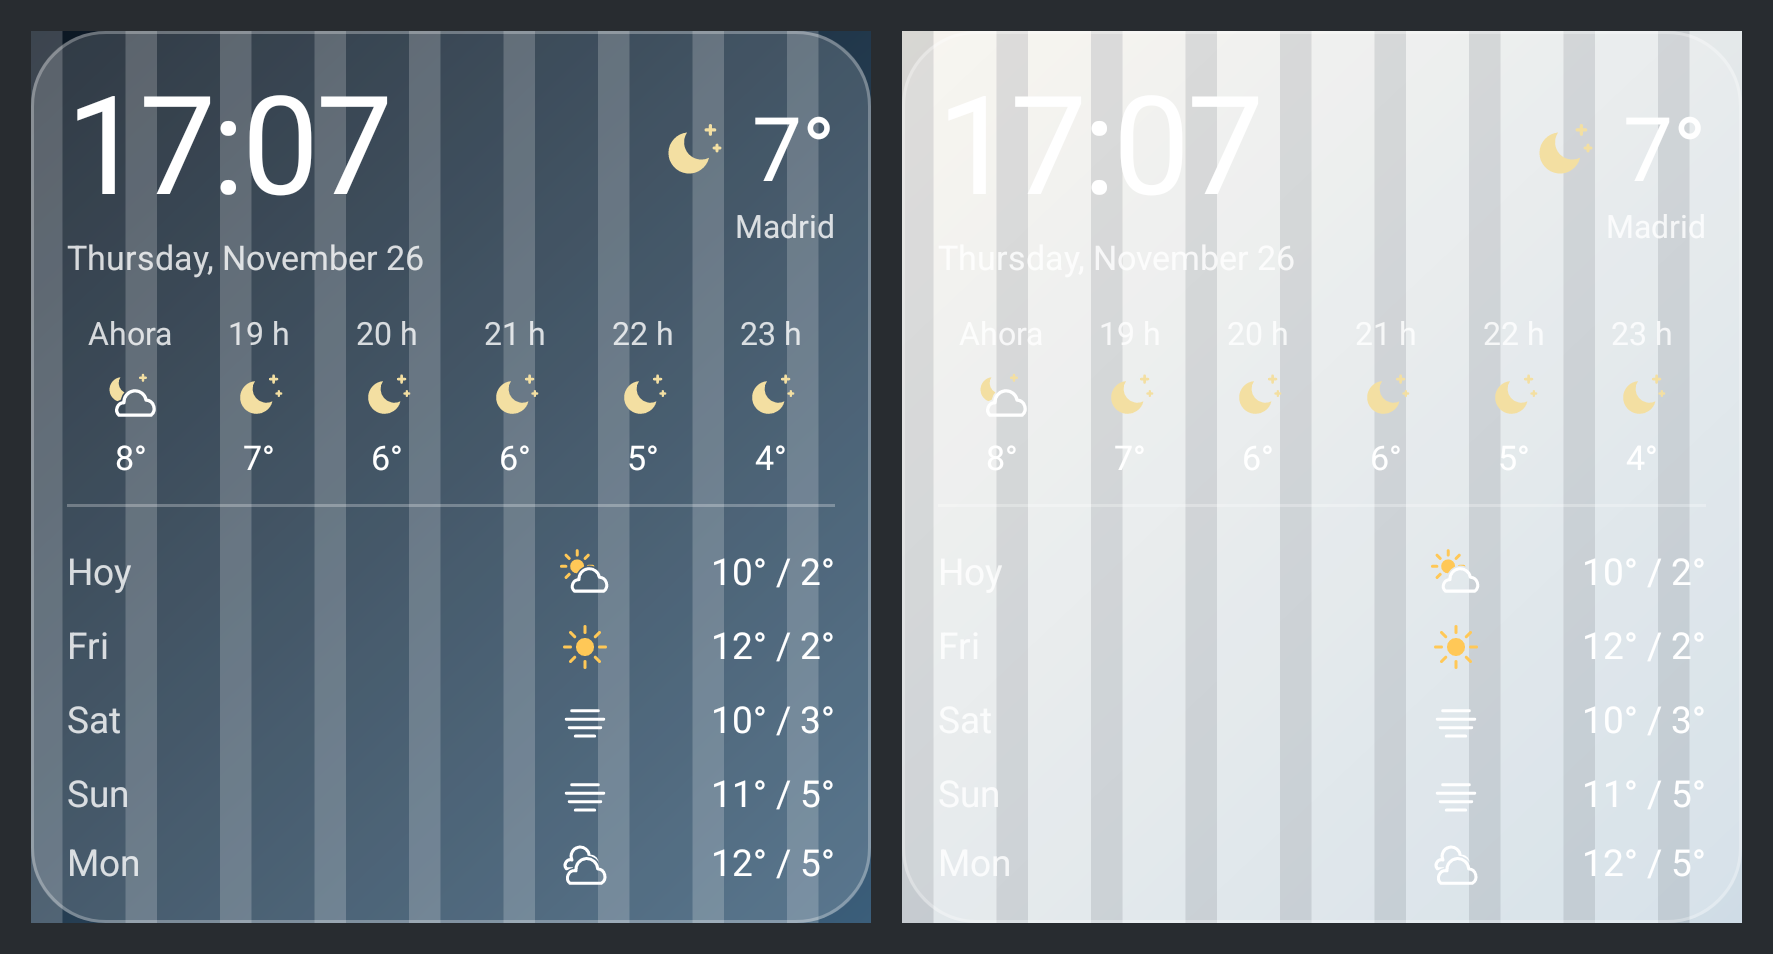 17:07
7°
Madrid
Thursday, November 26
Ahora 19 h 20 h 21 h 22 h 23 h
8° 7° 6° 6° 5° 4°
Hoy 10° / 2°
Fri 12° / 2°
Sat 10° / 3°
Sun 11° / 5°
Mon 12° / 5°
17:07
7°
Madrid
Thursday, November 26
Ahora 19 h 20 h 21 h 22 h 23 h
8° 7° 6° 6° 5° 4°
Hoy 10° / 2°
Fri 12° / 2°
Sat 10° / 3°
Sun 11° / 5°
Mon 12° / 5°